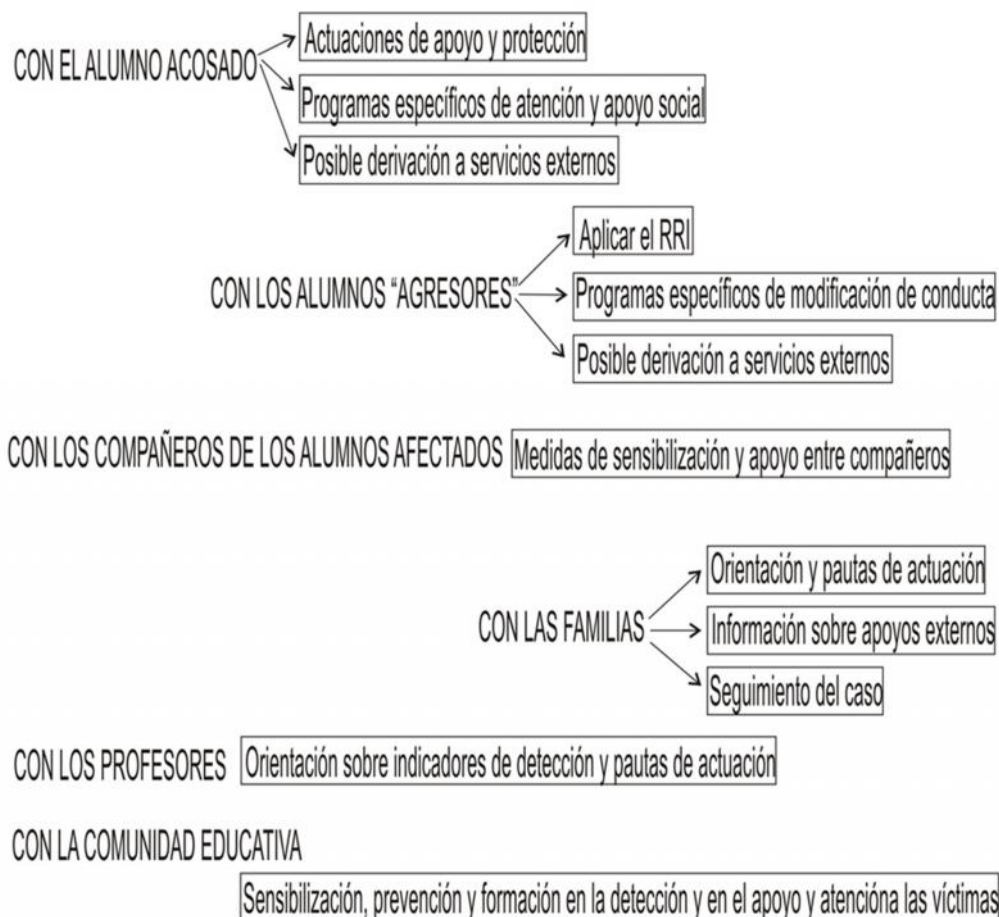 CON EL ALUMNO ACOSADO
Actuaciones de apoyo y protección
Programas específicos de atención y apoyo social
Posible derivación a servicios externos
CON LOS ALUMNOS “AGRESORES”
Aplicar el RRI
Programas específicos de modificación de conducta
Posible derivación a servicios externos
CON LOS COMPAÑEROS DE LOS ALUMNOS AFECTADOS Medidas de sensibilización y apoyo entre compañeros
CON LAS FAMILIAS
Orientación y pautas de actuación
Información sobre apoyos externos
Seguimiento del caso
CON LOS PROFESORES Orientación sobre indicadores de detección y pautas de actuación
CON LA COMUNIDAD EDUCATIVA
Sensibilización, prevención y formación en la detección y en el apoyo y atencióna las víctimas